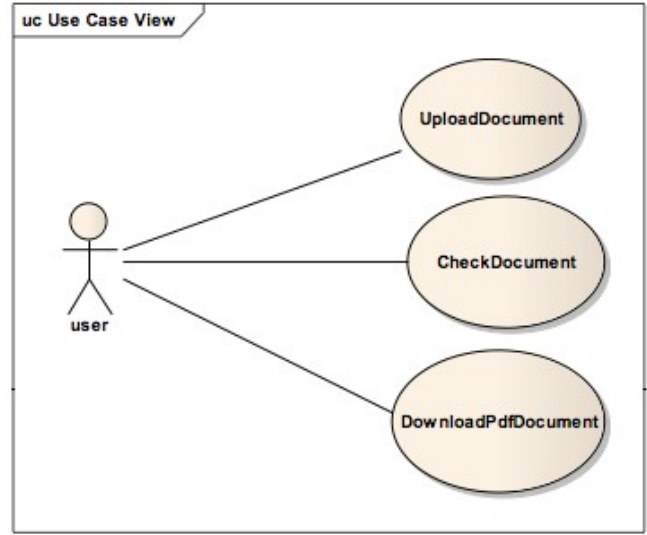 uc Use Case View
UploadDocument
CheckDocument
user
DownloadPdfDocument